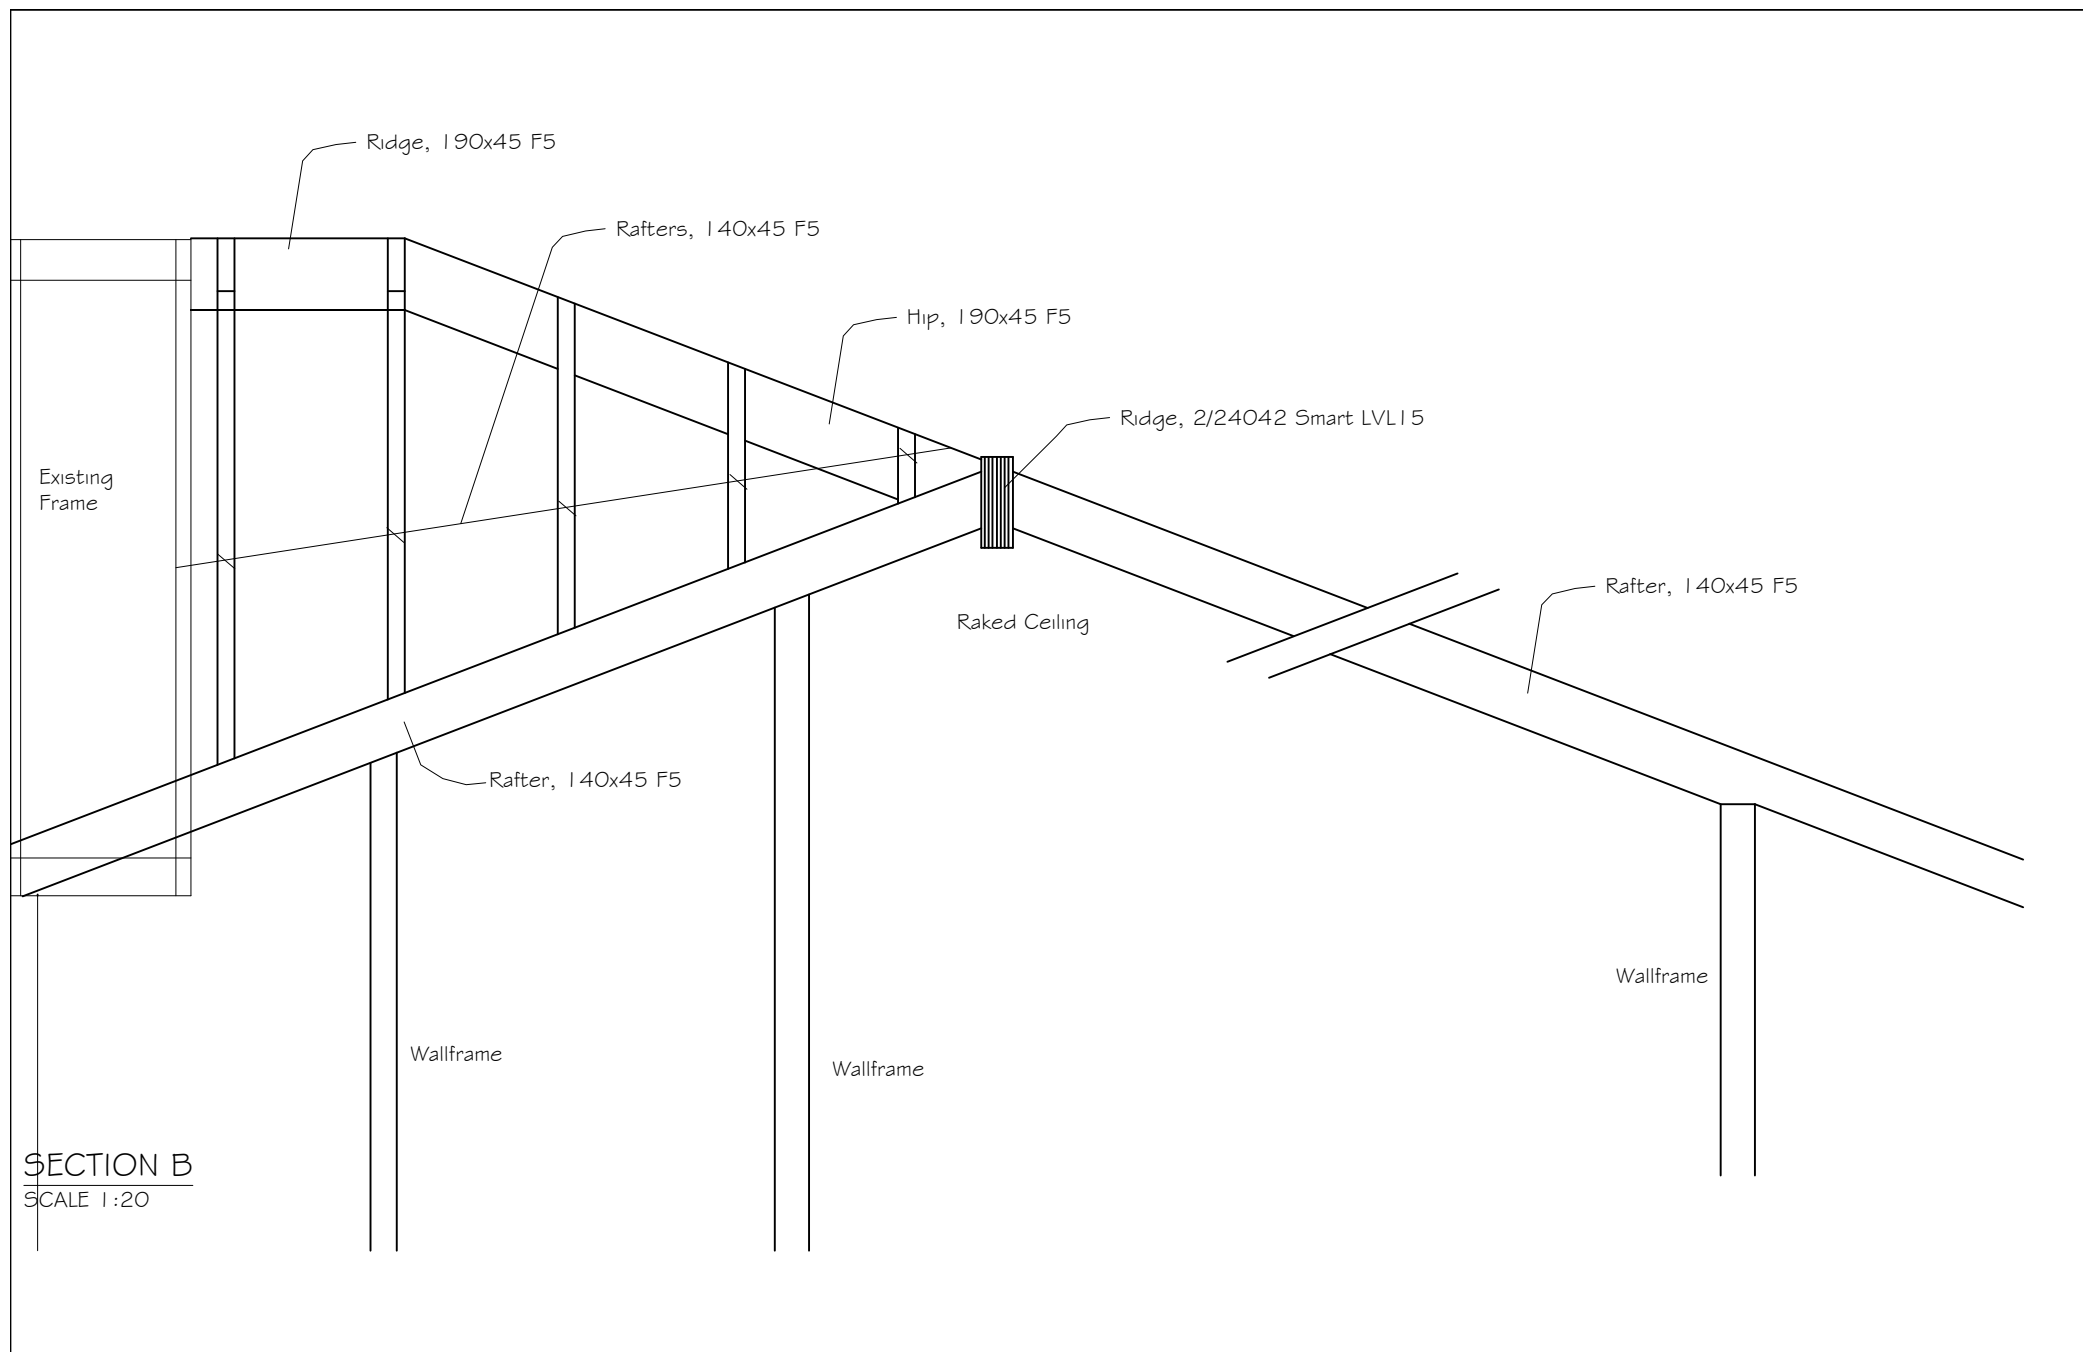 Ridge, 190x45 F5
Rafters, 140x45 F5
Hip, 190x45 F5
Ridge, 2/24042 Smart LVL15
Existing
Frame
Rafter, 140x45 F5
Raked Ceiling
Rafter, 140x45 F5
Wallframe
Wallframe
Wallframe
SECTION B
SCALE 1:20